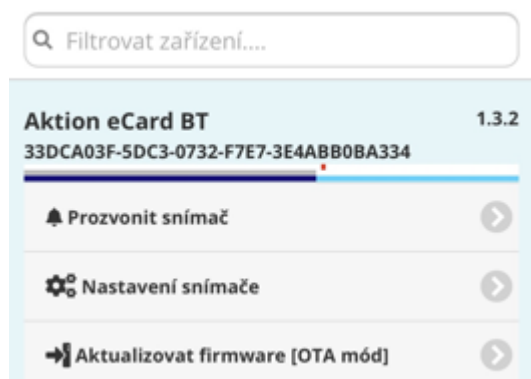 Filtrovat zařízení....
Aktion eCard BT 1.3.2
33DCA03F-5DC3-0732-F7E7-3E4ABB0BA334
Prozvonit snímač
Nastavení snímače
Aktualizovat firmware [OTA mód]